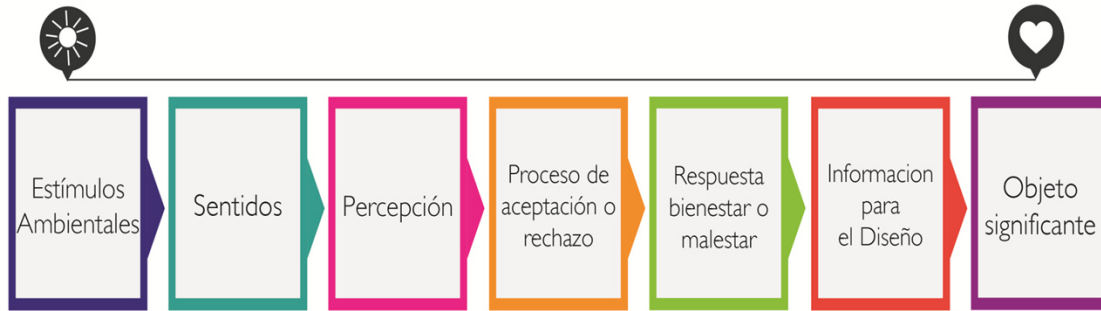 Estímulos
Ambientales
Sentidos
Percepción
Proceso de
aceptación o
rechazo
Respuesta
bienestar o
malestar
Informacion
para
el Diseño
Objeto
significante